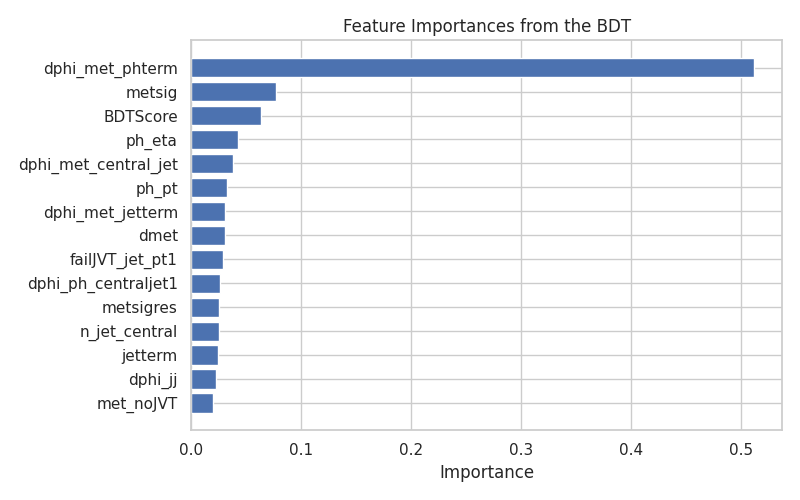 Feature Importances from the BDT
dphi_met_phterm
metsig
BDTScore
ph_eta
dphi_met_central_jet
ph_pt
dphi_met_jetterm
dmet
failJVT_jet_pt1
dphi_ph_centraljet1
metsigres
n_jet_central
jetterm
dphi_jj
met_noJVT
0.0 0.1 0.2 0.3 0.4 0.5
Importance